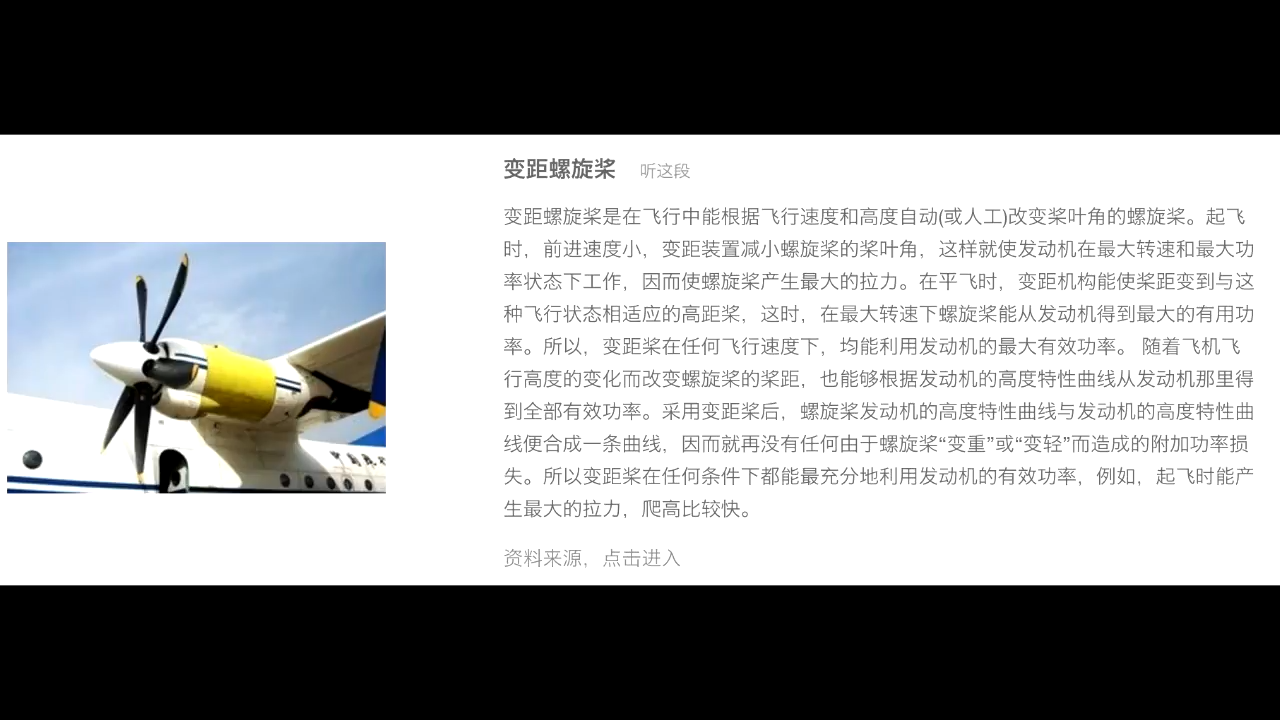 变距螺旋桨 听这段
变距螺旋桨是在飞行中能根据飞行速度和高度自动(或人工)改变桨叶角的螺旋桨。起飞
时，前进速度小，变距装置减小螺旋桨的桨叶角，这样就使发动机在最大转速和最大功
率状态下工作，因而使螺旋桨产生最大的拉力。在平飞时，变距机构能使桨距变到与这
种飞行状态相适应的高距桨，这时，在最大转速下螺旋桨能从发动机得到最大的有用功
率。所以，变距桨在任何飞行速度下，均能利用发动机的最大有效功率。 随着飞机飞
行高度的变化而改变螺旋桨的桨距，也能够根据发动机的高度特性曲线从发动机那里得
到全部有效功率。采用变距桨后，螺旋桨发动机的高度特性曲线与发动机的高度特性曲
线便合成一条曲线，因而就再没有任何由于螺旋桨“变重”或“变轻”而造成的附加功率损
失。所以变距桨在任何条件下都能最充分地利用发动机的有效功率，例如，起飞时能产
生最大的拉力，爬高比较快。
资料来源，点击进入